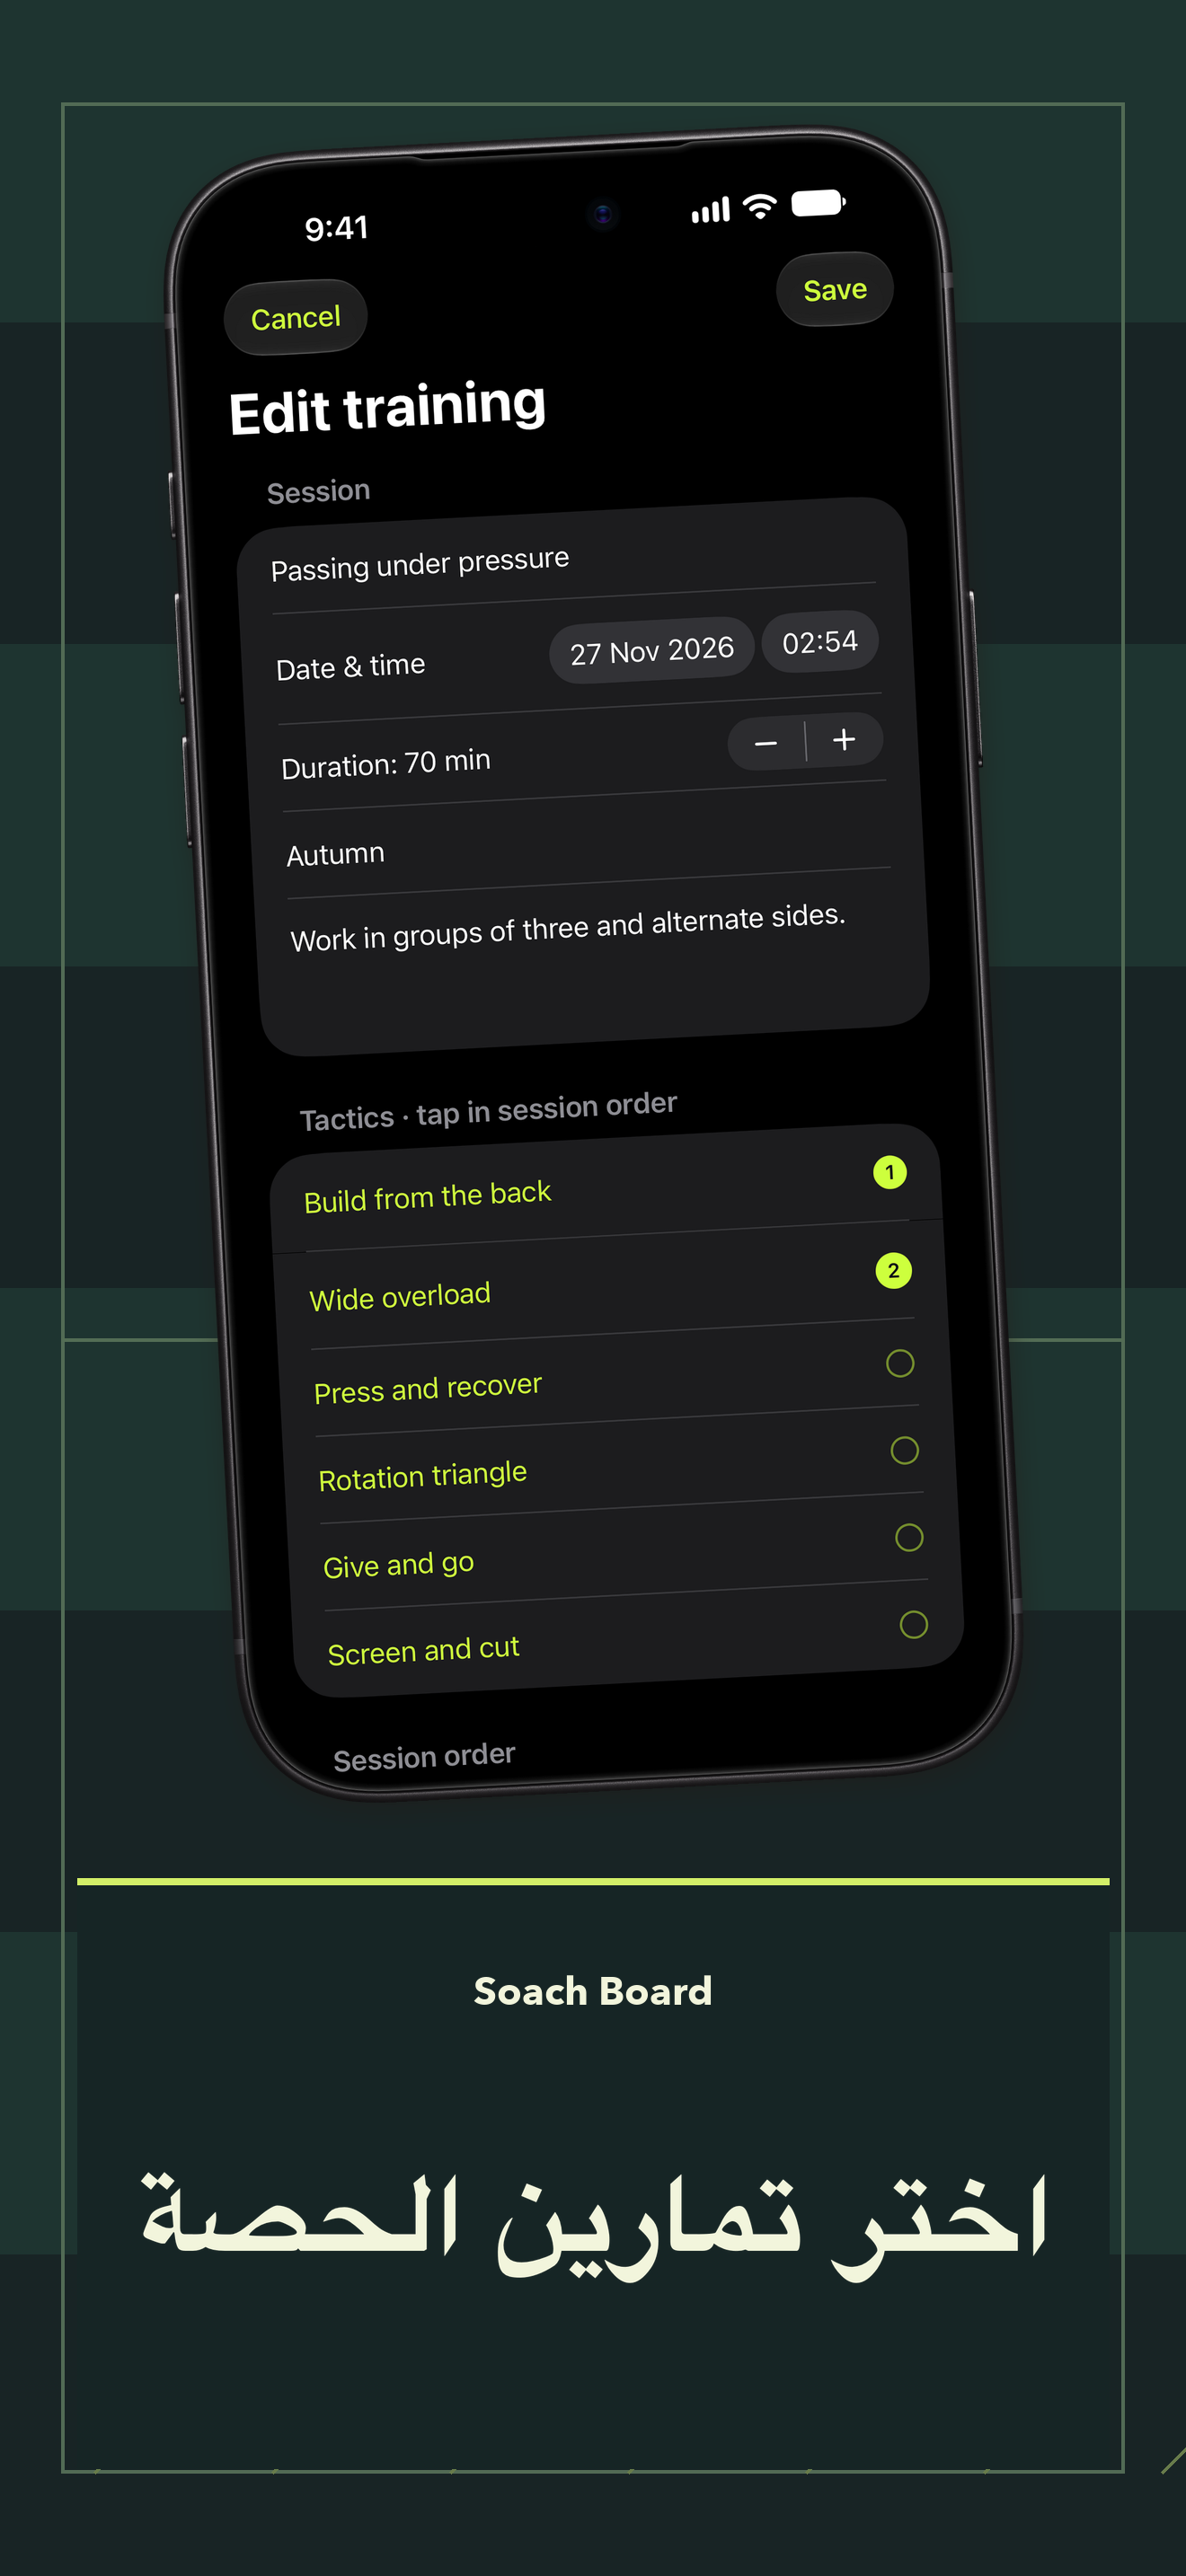 9:41
Cancel
Save
Edit training
Session
Passing under pressure
Date & time 27 Nov 2026 02:54
Duration: 70 min − +
Autumn
Work in groups of three and alternate sides.
Tactics · tap in session order
Build from the back 1
Wide overload 2
Press and recover
Rotation triangle
Give and go
Screen and cut
Session order
Soach Board
اختر تمارين الحصة